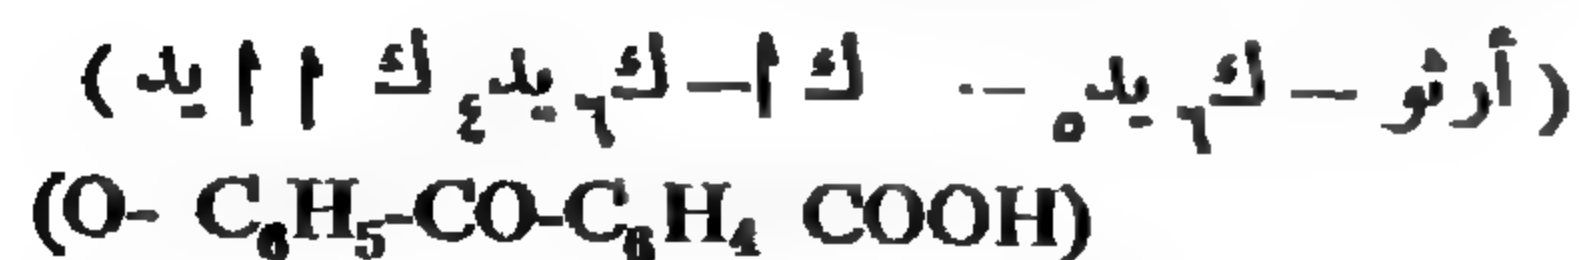 (أرثو — ك٦ يد٥ — ك ا — ك٦ يد٤ ك ا ا يد)
(O- C₆H₅-CO-C₆H₄ COOH)